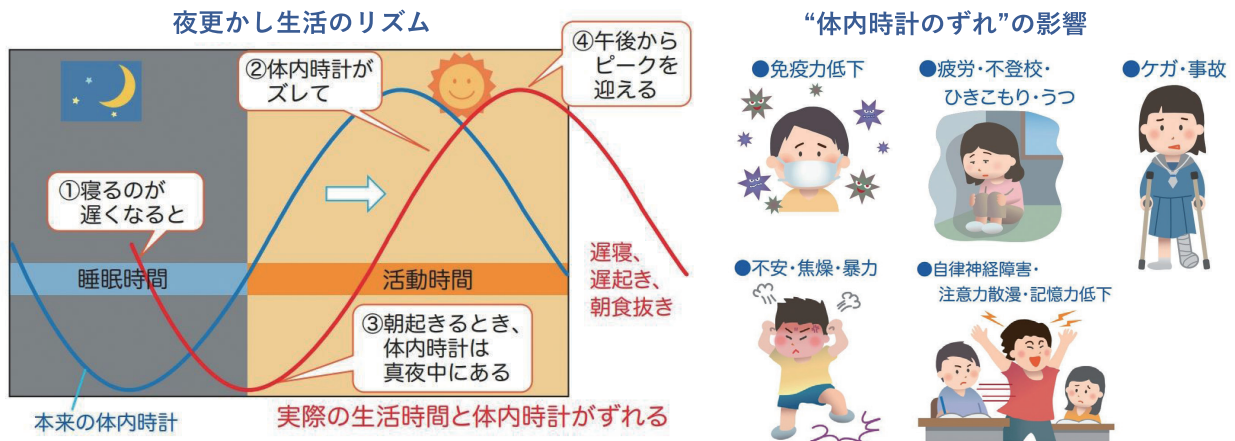 夜更かし生活のリズム
①寝るのが
遅くなると
②体内時計が
ズレて
③朝起きるとき、
体内時計は
真夜中にある
④午後から
ピークを
迎える
睡眠時間
活動時間
遅寝、
遅起き、
朝食抜き
本来の体内時計
実際の生活時間と体内時計がずれる
“体内時計のずれ”の影響
●免疫力低下
●疲労・不登校・
ひきこもり・うつ
●ケガ・事故
●不安・焦燥・暴力
●自律神経障害・
注意力散漫・記憶力低下